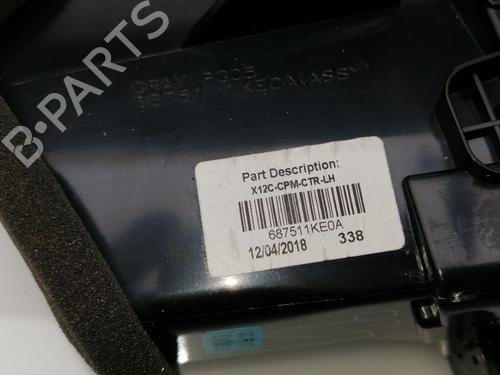 B-PARTS
Part Description:
X12C-CPM-CTR-LH
687511KE0A
12/04/2018 338